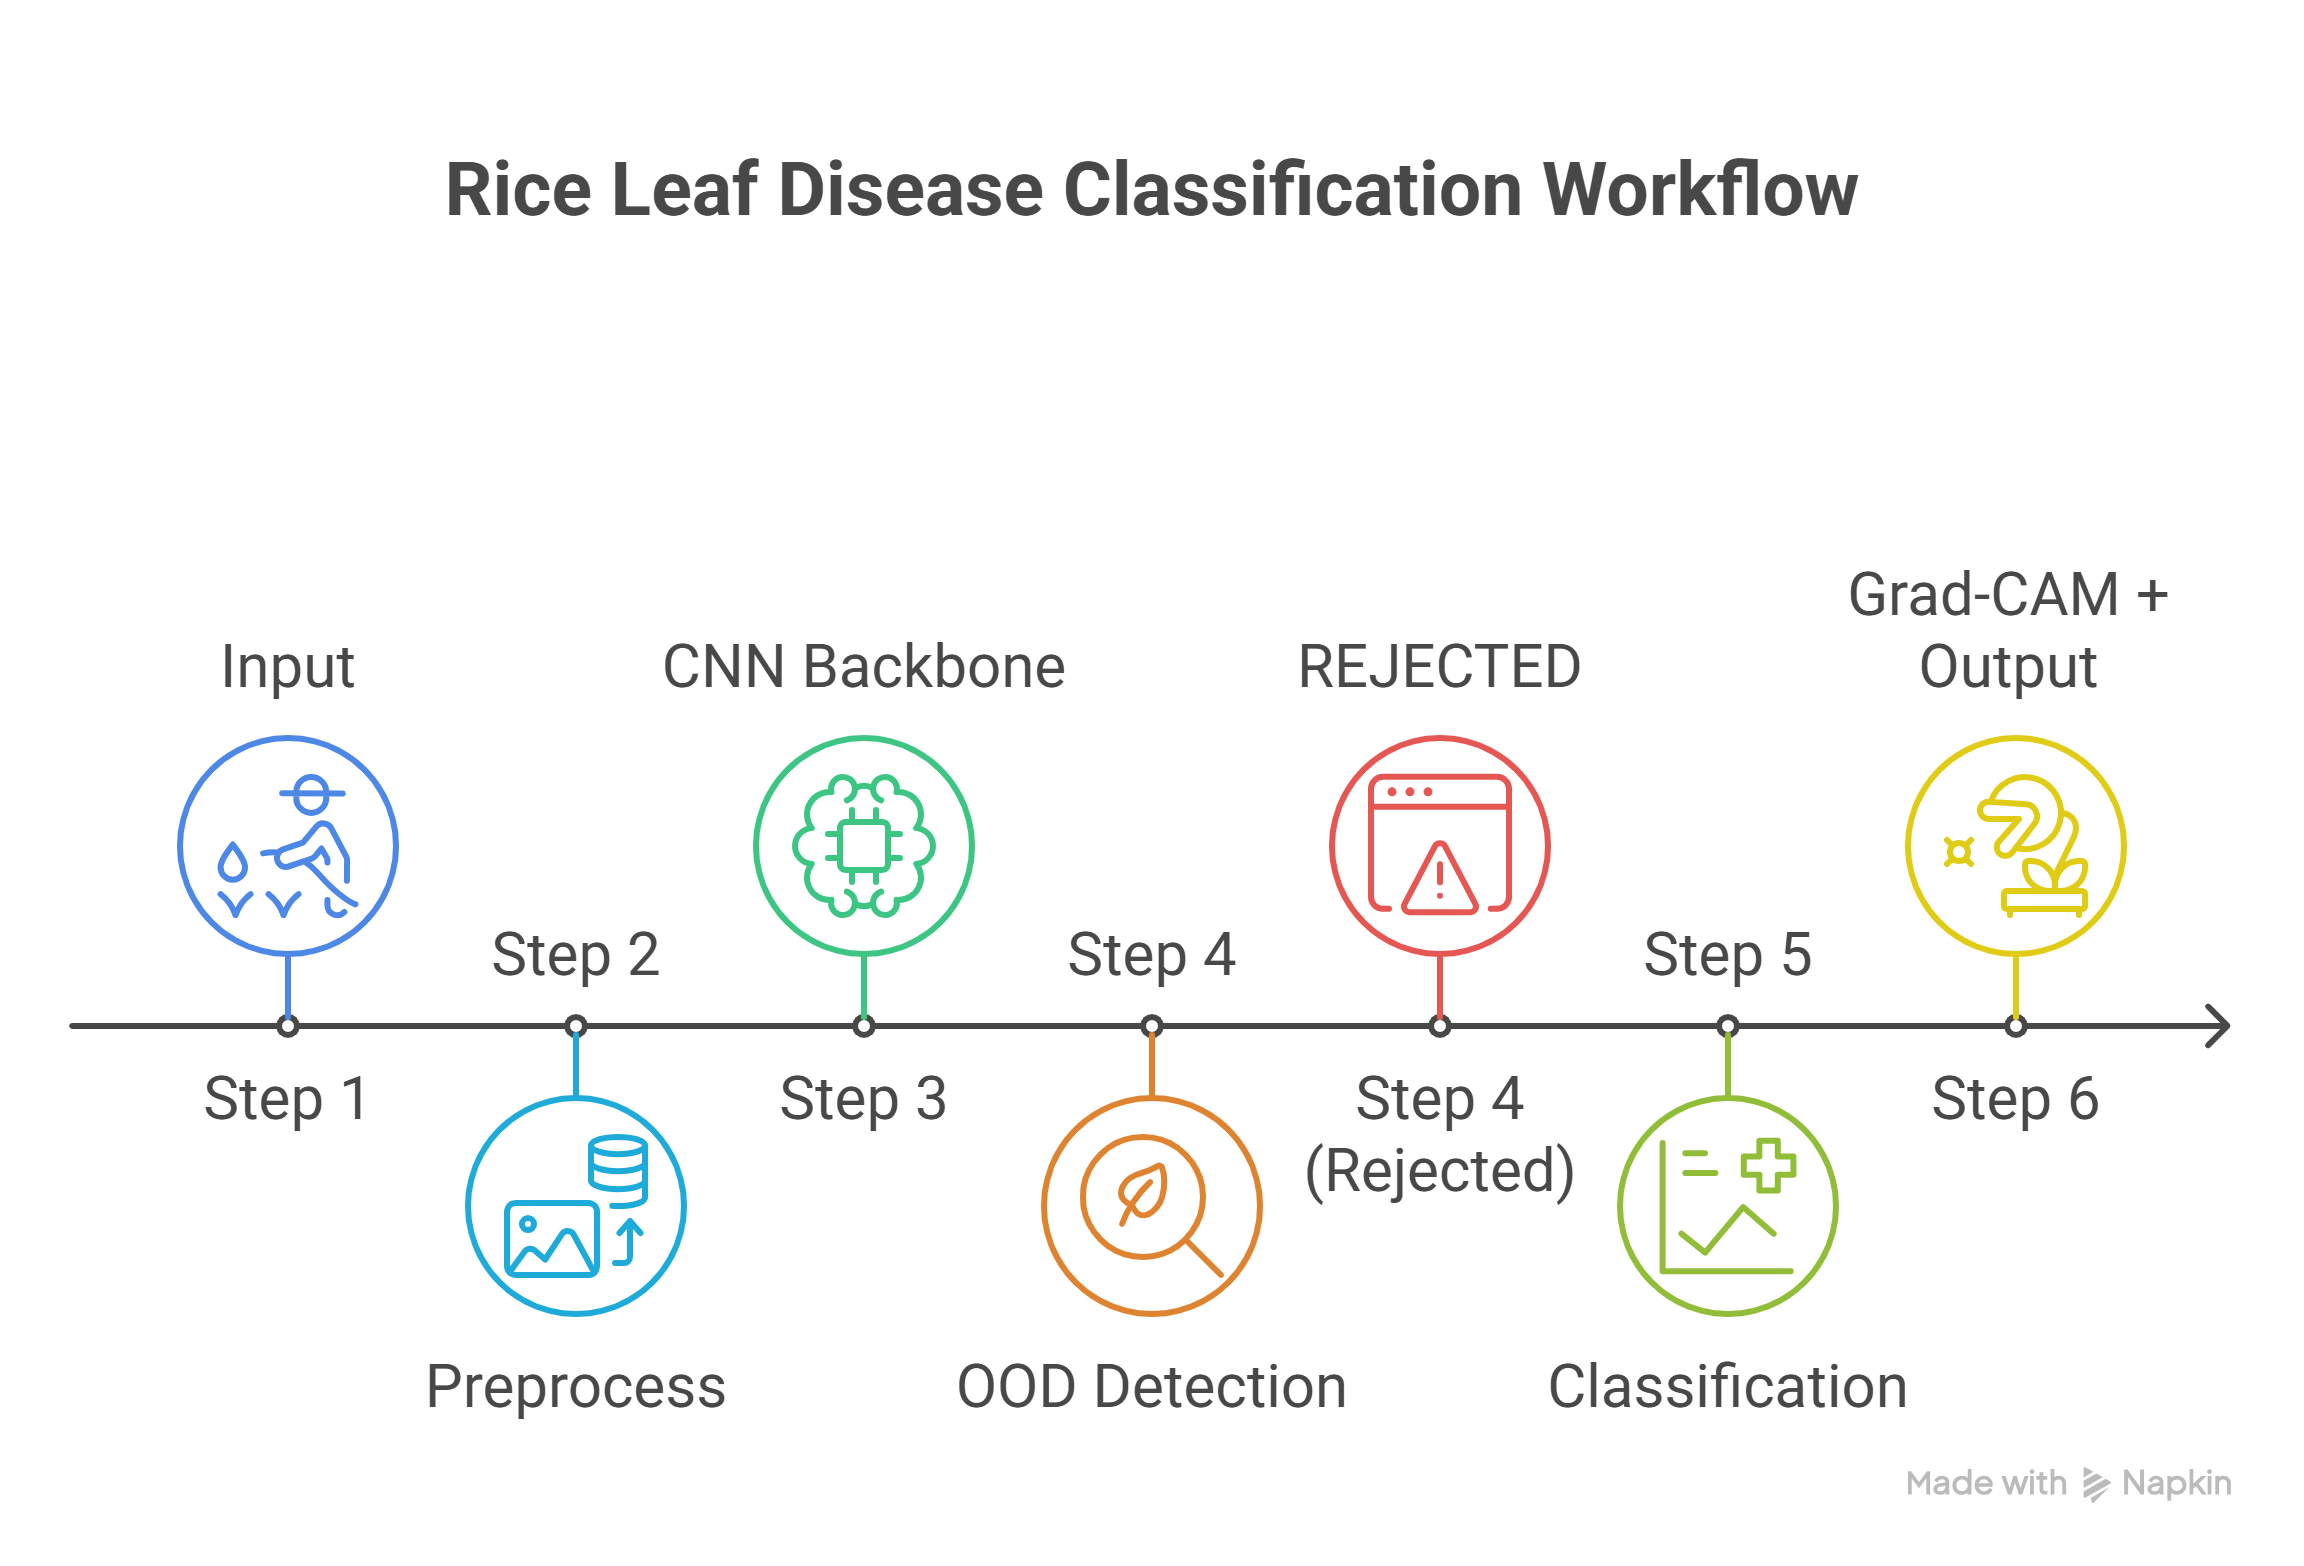 Rice Leaf Disease Classification Workflow
Input
Step 1
Step 2
Preprocess
CNN Backbone
Step 3
Step 4
OOD Detection
REJECTED
Step 4
(Rejected)
Step 5
Classification
Grad-CAM +
Output
Step 6
Made with Napkin